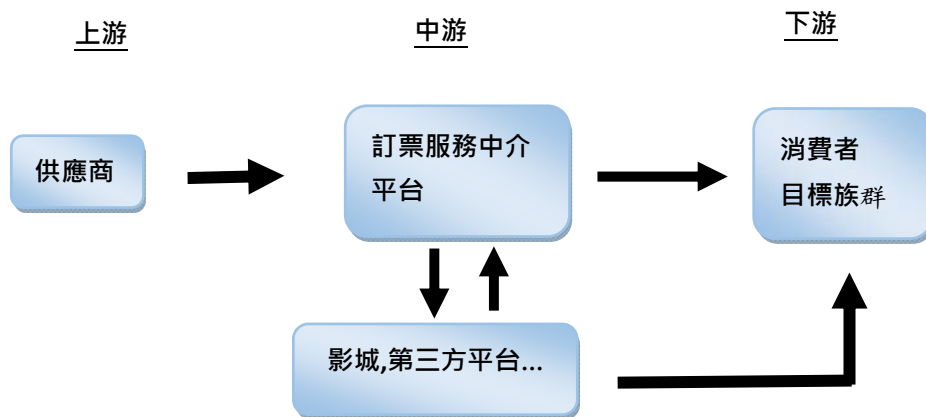 上游
中游
下游
供應商
訂票服務中介
平台
消費者
目標族群
影城,第三方平台...